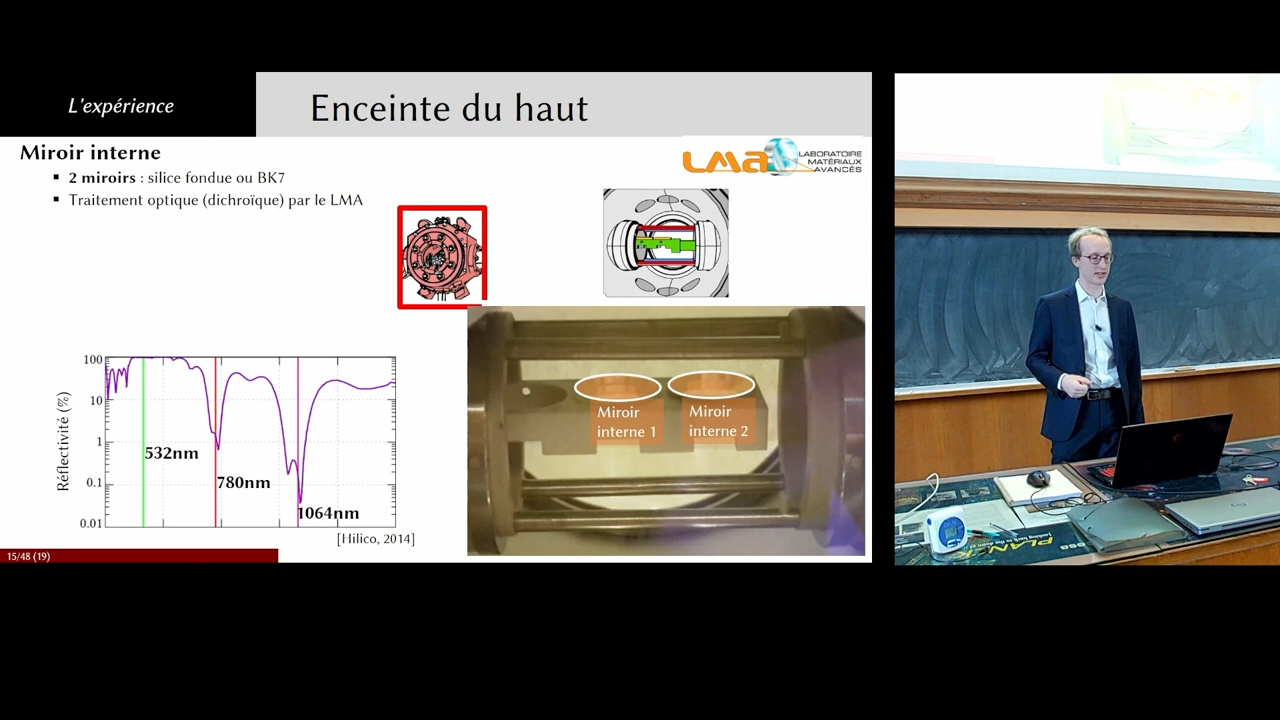 L'expérience
Enceinte du haut
Miroir interne
▪ 2 miroirs : silice fondue ou BK7
▪ Traitement optique (dichroïque) par le LMA
LMA LABORATOIRE
MATÉRIAUX
AVANCÉS
Miroir
interne 1
Miroir
interne 2
Réflectivité (%)
100
10
1
0.1
0.01
532nm
780nm
1064nm
[Hilico, 2014]
15/48 (19)
PLANCK